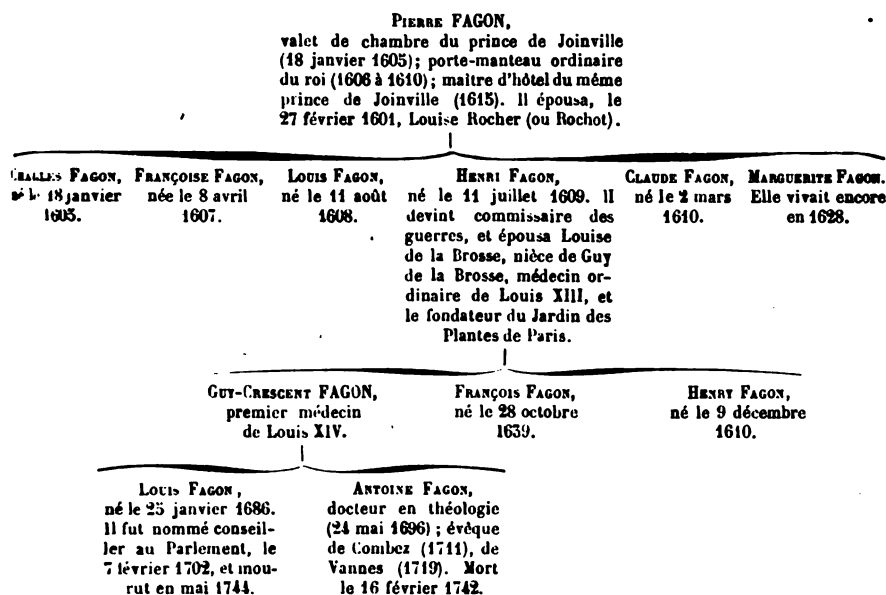 PIERRE FAGON,
valet de chambre du prince de Joinville
(18 janvier 1605); porte-manteau ordinaire
du roi (1606 à 1610); maître d'hôtel du même
prince de Joinville (1615). Il épousa, le
27 février 1601, Louise Rocher (ou Rochot).
CHARLES FAGON,
né le 18 janvier
1605.
FRANÇOISE FAGON,
née le 8 avril
1607.
LOUIS FAGON,
né le 11 août
1608.
HENRI FAGON,
né le 11 juillet 1609. Il
devint commissaire des
guerres, et épousa Louise
de la Brosse, nièce de Guy
de la Brosse, médecin or-
dinaire de Louis XIII, et
le fondateur du Jardin des
Plantes de Paris.
CLAUDE FAGON,
né le 2 mars
1610.
MARGUERITE FAGON.
Elle vivait encore
en 1628.
GUY-CRESCENT FAGON,
premier médecin
de Louis XIV.
FRANÇOIS FAGON,
né le 28 octobre
1639.
HENRY FAGON,
né le 9 décembre
1610.
LOUIS FAGON,
né le 25 janvier 1686.
Il fut nommé conseil-
ler au Parlement, le
7 février 1702, et mou-
rut en mai 1744.
ANTOINE FAGON,
docteur en théologie
(24 mai 1696); évêque
de Combez (1711), de
Vannes (1719). Mort
le 16 février 1742.